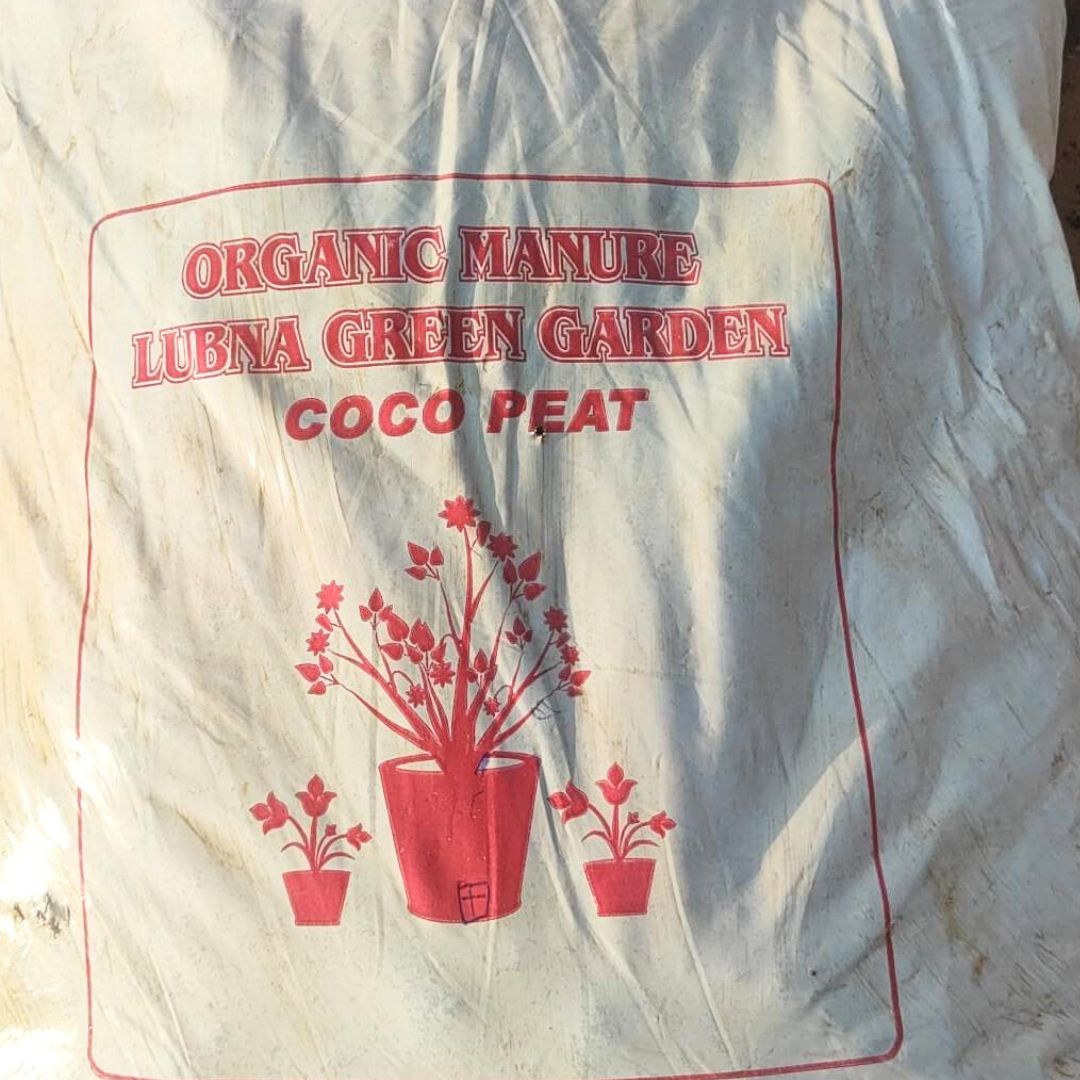 ORGANIC MANURE
LUBNA GREEN GARDEN
COCO PEAT